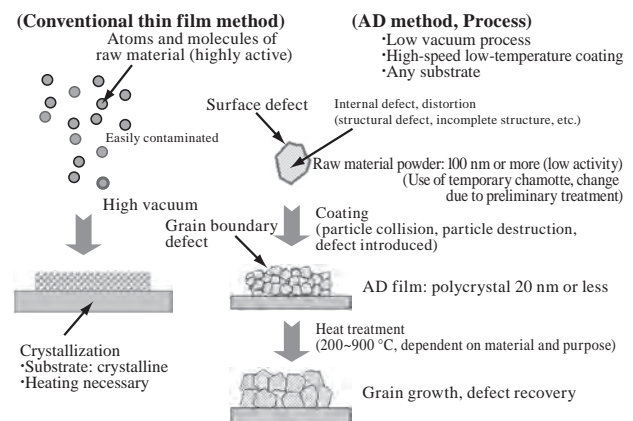 (Conventional thin film method)
Atoms and molecules of
raw material (highly active)
Easily contaminated
High vacuum
Crystallization
·Substrate: crystalline
·Heating necessary
(AD method, Process)
·Low vacuum process
·High-speed low-temperature coating
·Any substrate
Surface defect
Internal defect, distortion
(structural defect, incomplete structure, etc.)
Raw material powder: 100 nm or more (low activity)
(Use of temporary chamotte, change
due to preliminary treatment)
Coating
(particle collision, particle destruction,
defect introduced)
Grain boundary
defect
AD film: polycrystal 20 nm or less
Heat treatment
(200~900 °C, dependent on material and purpose)
Grain growth, defect recovery